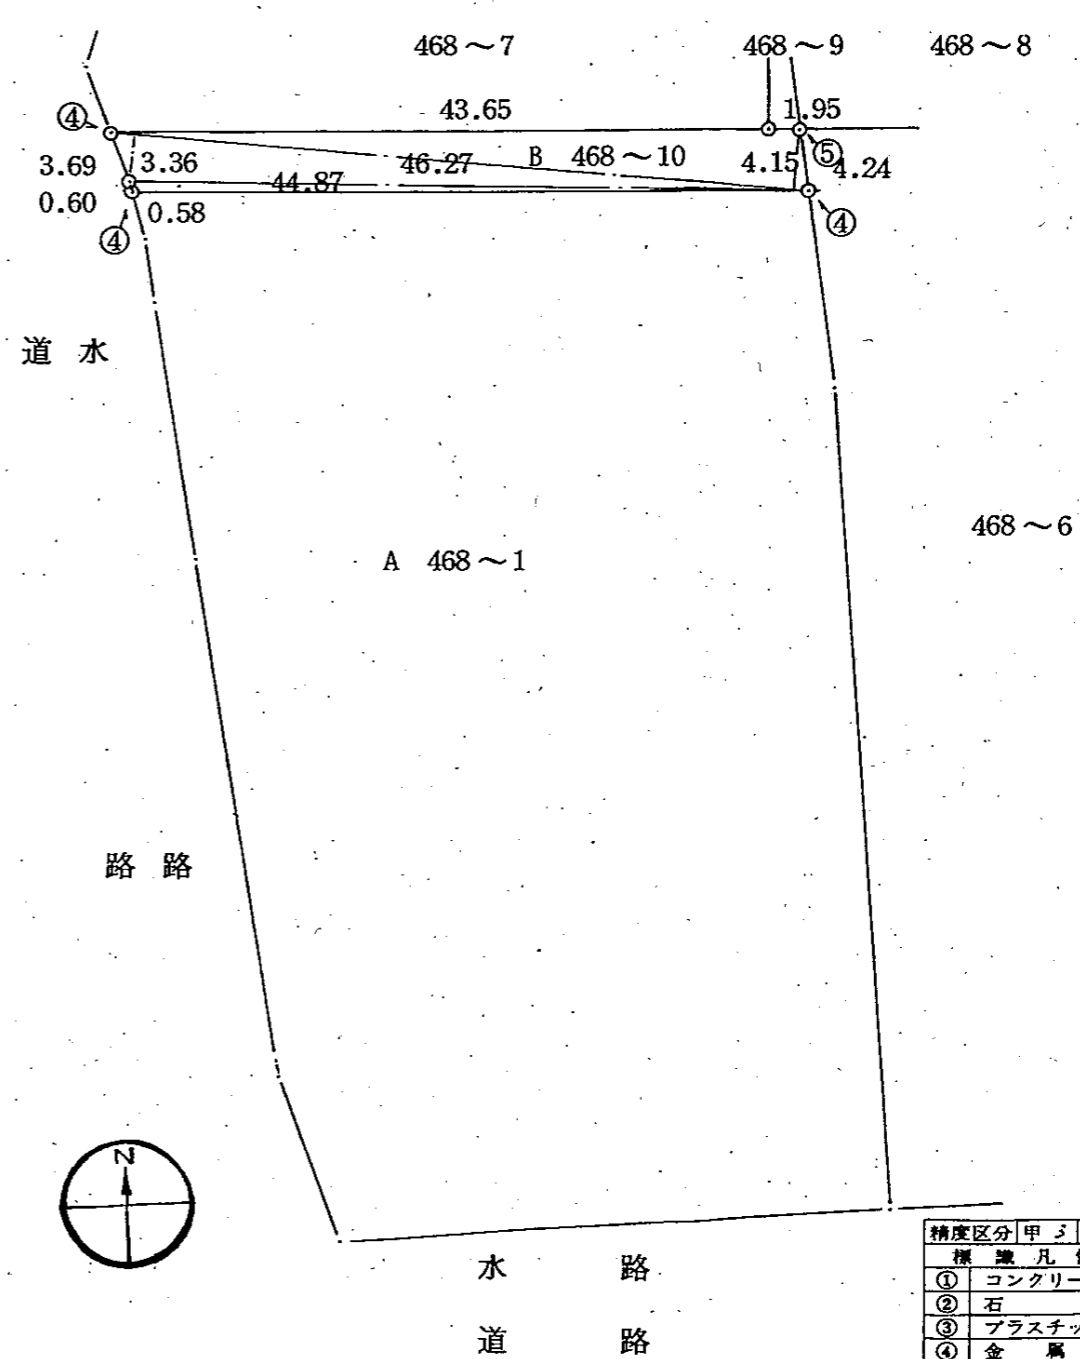 468～7 468～9 468～8
④ 43.65 1.95
3.69 3.36 46.27 B 468～10 4.15 ⑤ 4.24
0.60 0.58 44.87
④ ④
道 水
468～6
A 468～1
路 路
N
水 路
道 路
精度区分 甲 3
標 識 凡
① コンクリー
② 石
③ プラスチッ
④ 金 属